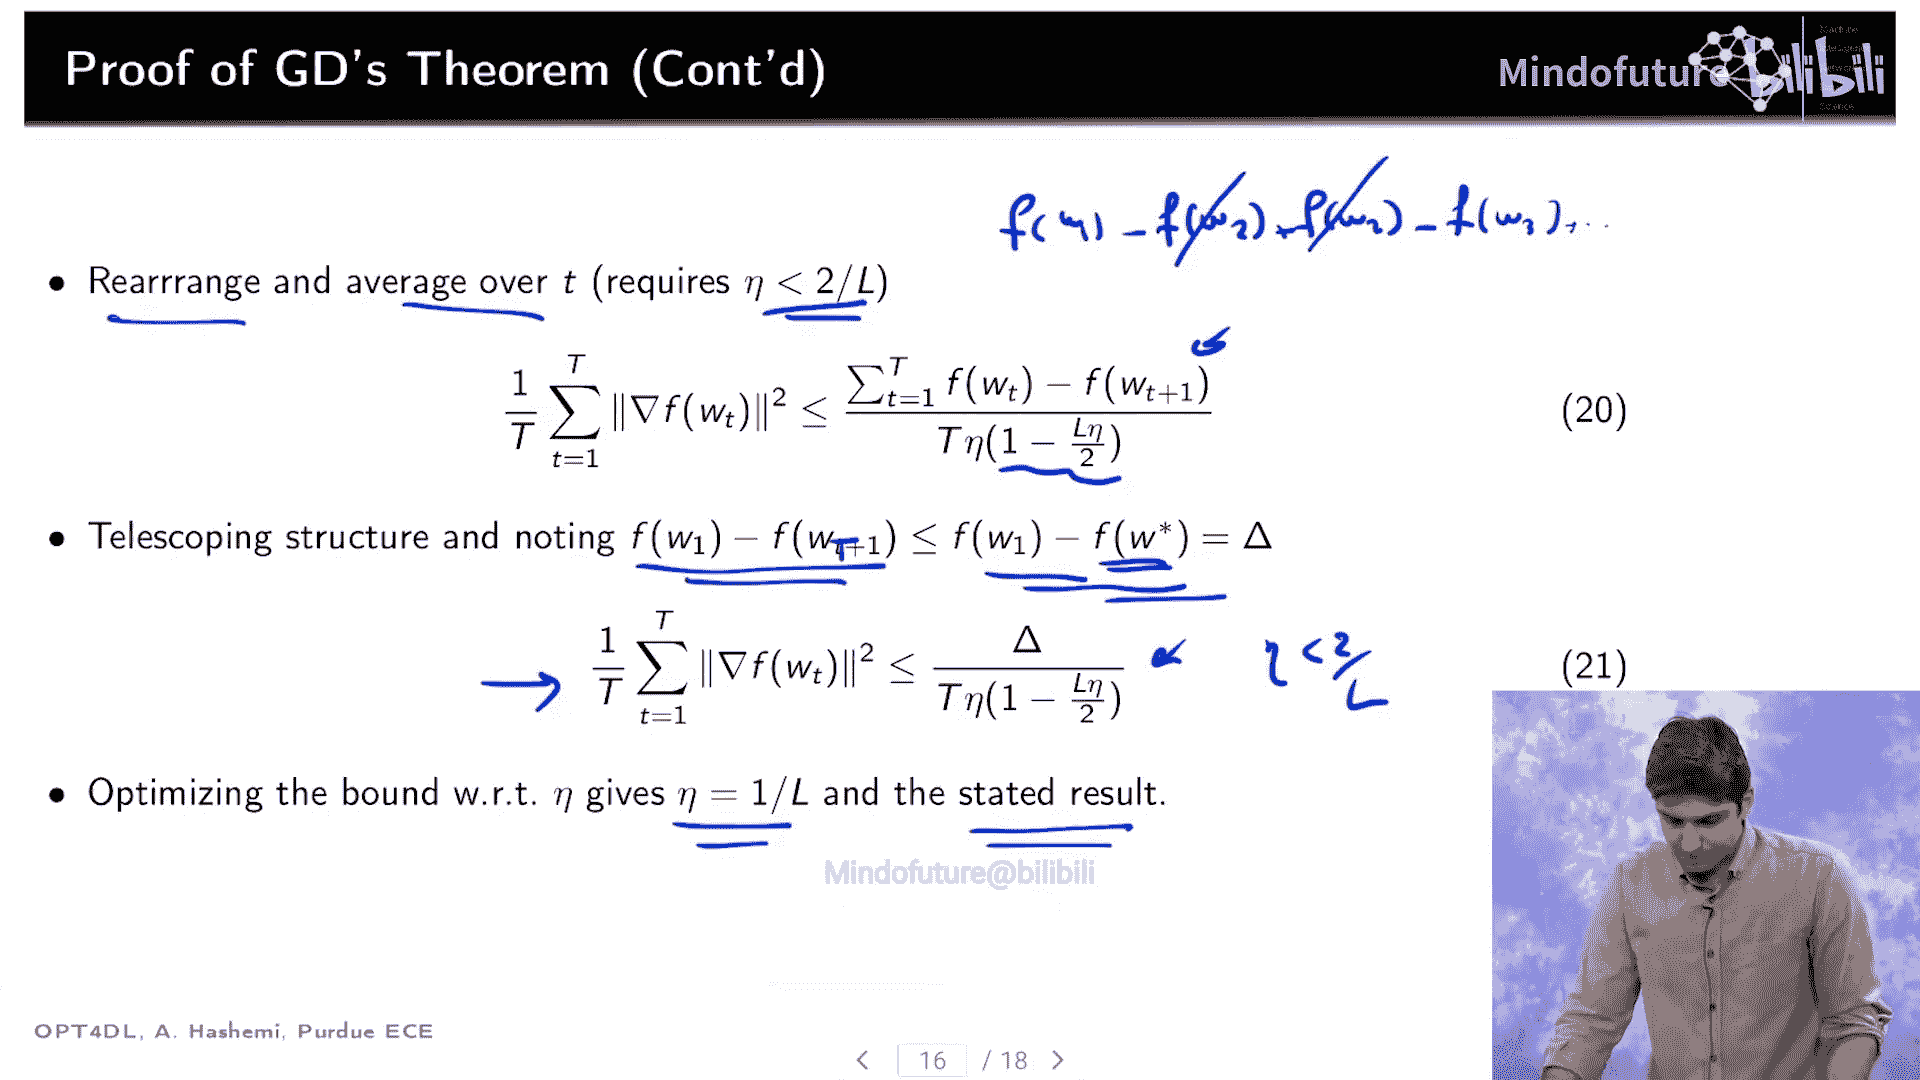 Proof of GD's Theorem (Cont'd)
Mindofuture bilibili
f(w₁) - f(w₂) + f(w₂) - f(w₃) + ...
• Rearrrange and average over t (requires η < 2/L)
1/T ∑_{t=1}^{T} ‖∇f(w_t)‖² ≤ ∑_{t=1}^{T} f(w_t) − f(w_{t+1}) / Tη(1 − Lη/2) (20)
• Telescoping structure and noting f(w₁) − f(w_{T+1}) ≤ f(w₁) − f(w*) = Δ
→ 1/T ∑_{t=1}^{T} ‖∇f(w_t)‖² ≤ Δ / Tη(1 − Lη/2) η < 2/L (21)
• Optimizing the bound w.r.t. η gives η = 1/L and the stated result.
Mindofuture@bilibili
OPT4DL, A. Hashemi, Purdue ECE
< 16 / 18 >